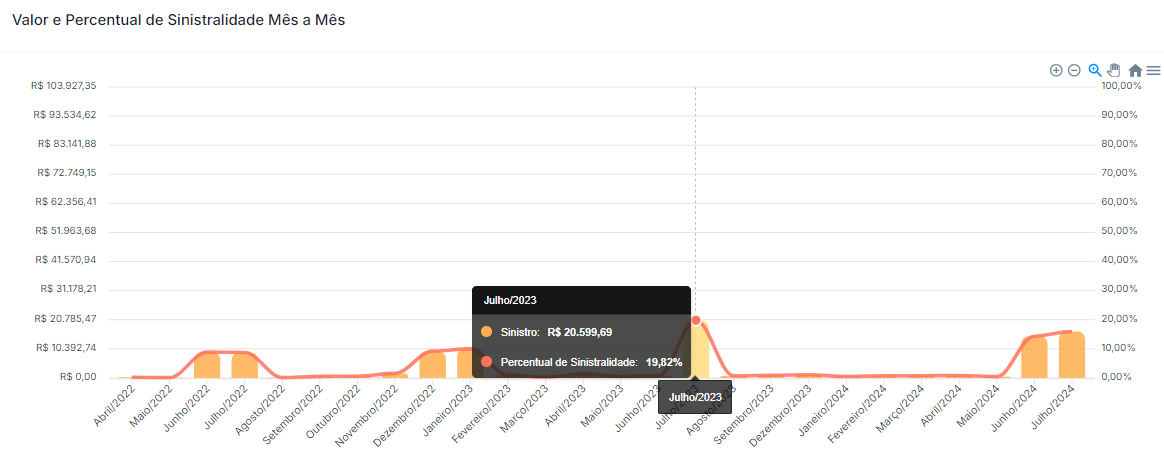 Valor e Percentual de Sinistralidade Mês a Mês
R$ 103.927,35
100,00%
R$ 93.534,62
90,00%
R$ 83.141,88
80,00%
R$ 72.749,15
70,00%
R$ 62.356,41
60,00%
R$ 51.963,68
50,00%
R$ 41.570,94
40,00%
R$ 31.178,21
30,00%
R$ 20.785,47
20,00%
R$ 10.392,74
10,00%
R$ 0,00
0,00%
Julho/2023
Sinistro: R$ 20.599,69
Percentual de Sinistralidade: 19,82%
Julho/2023
Abril/2022
Maio/2022
Junho/2022
Julho/2022
Agosto/2022
Setembro/2022
Outubro/2022
Novembro/2022
Dezembro/2022
Janeiro/2023
Fevereiro/2023
Março/2023
Abril/2023
Maio/2023
Junho/2023
Agosto/2023
Setembro/2023
Dezembro/2023
Janeiro/2024
Fevereiro/2024
Março/2024
Abril/2024
Maio/2024
Junho/2024
Julho/2024